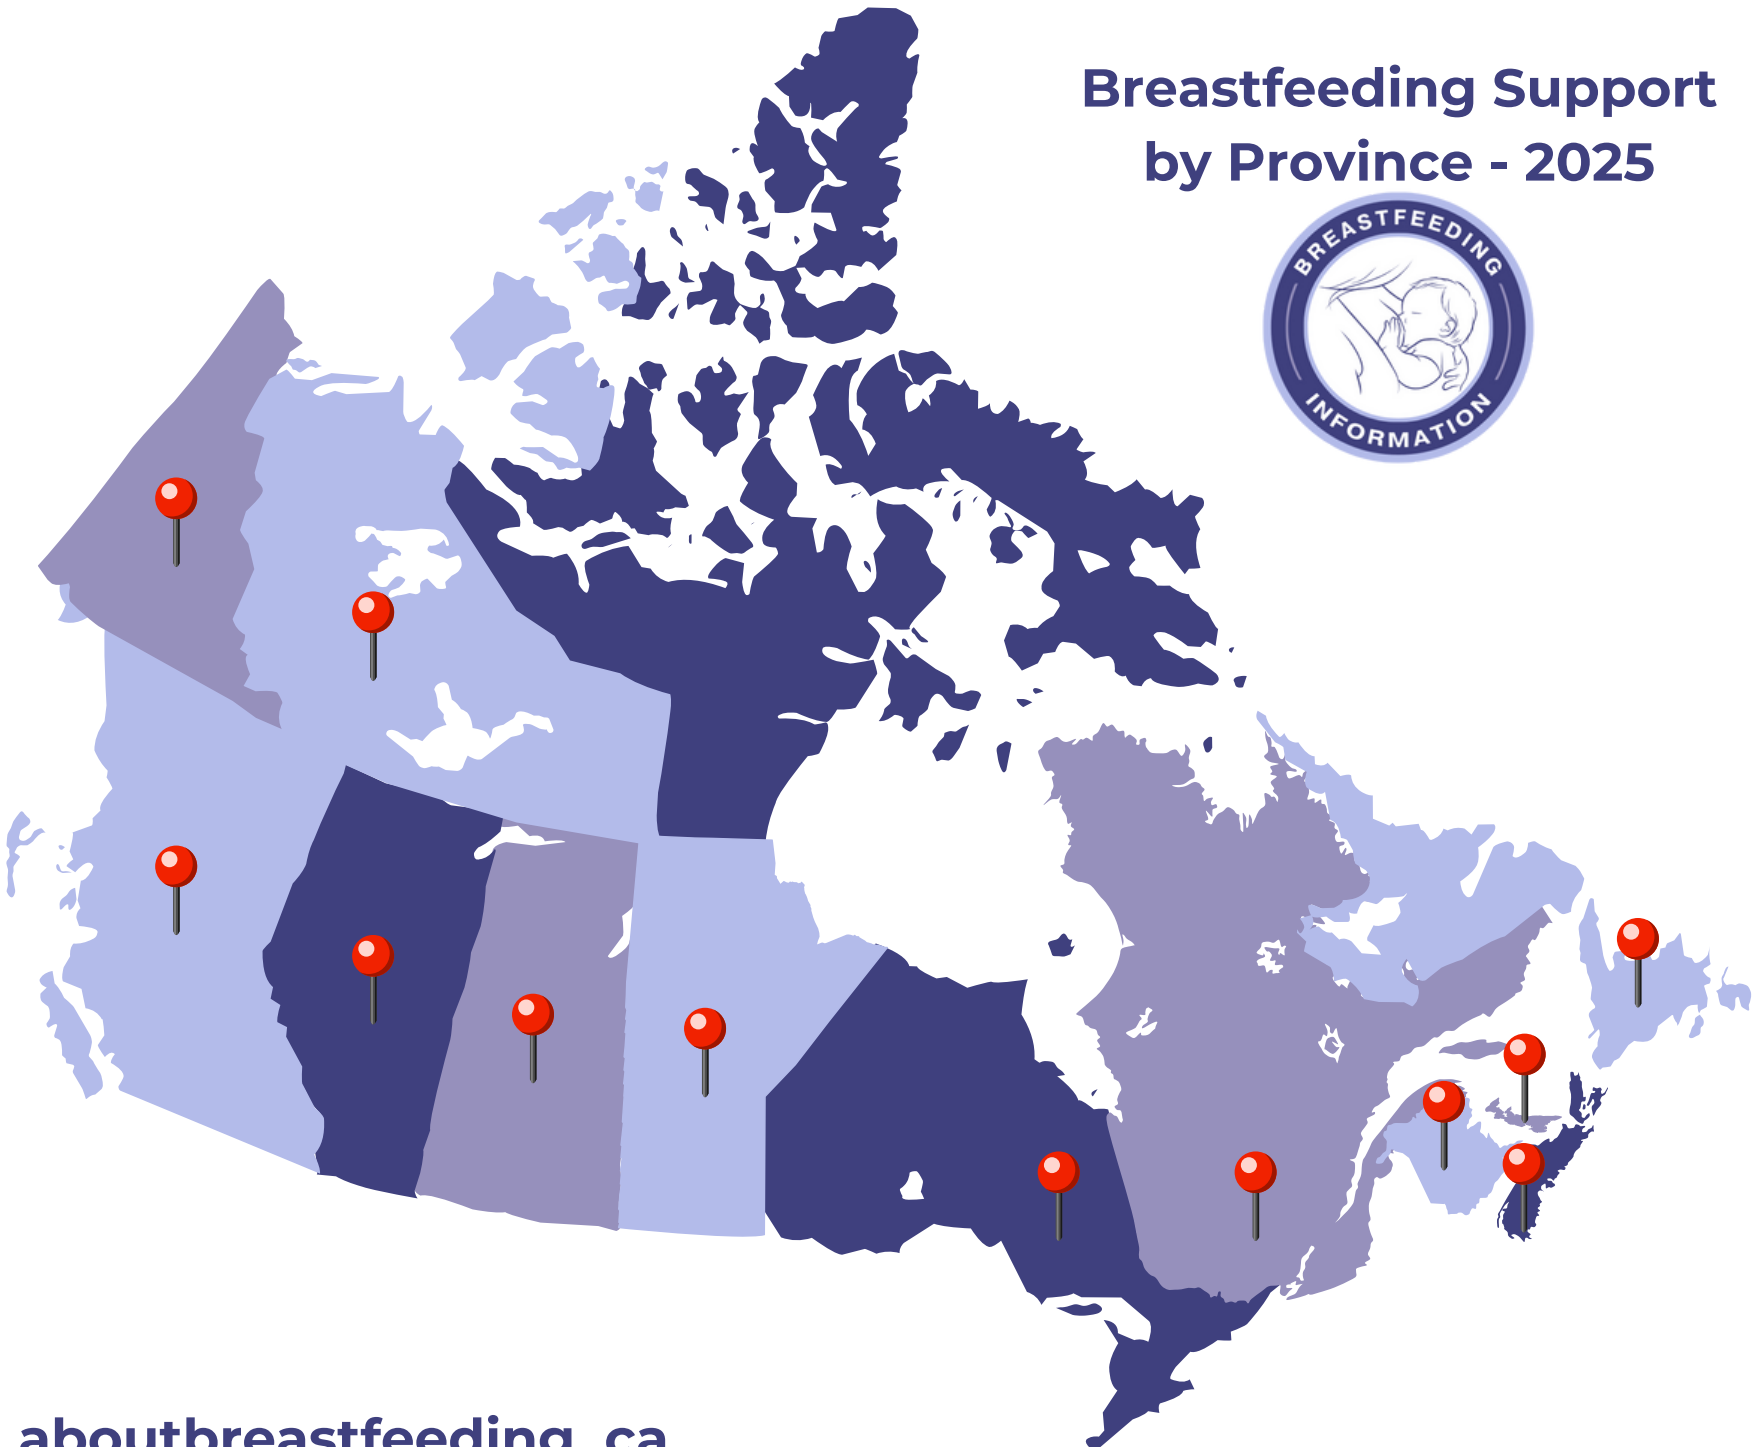 Breastfeeding Support
by Province - 2025
BREASTFEEDING
INFORMATION
aboutbreastfeeding.ca